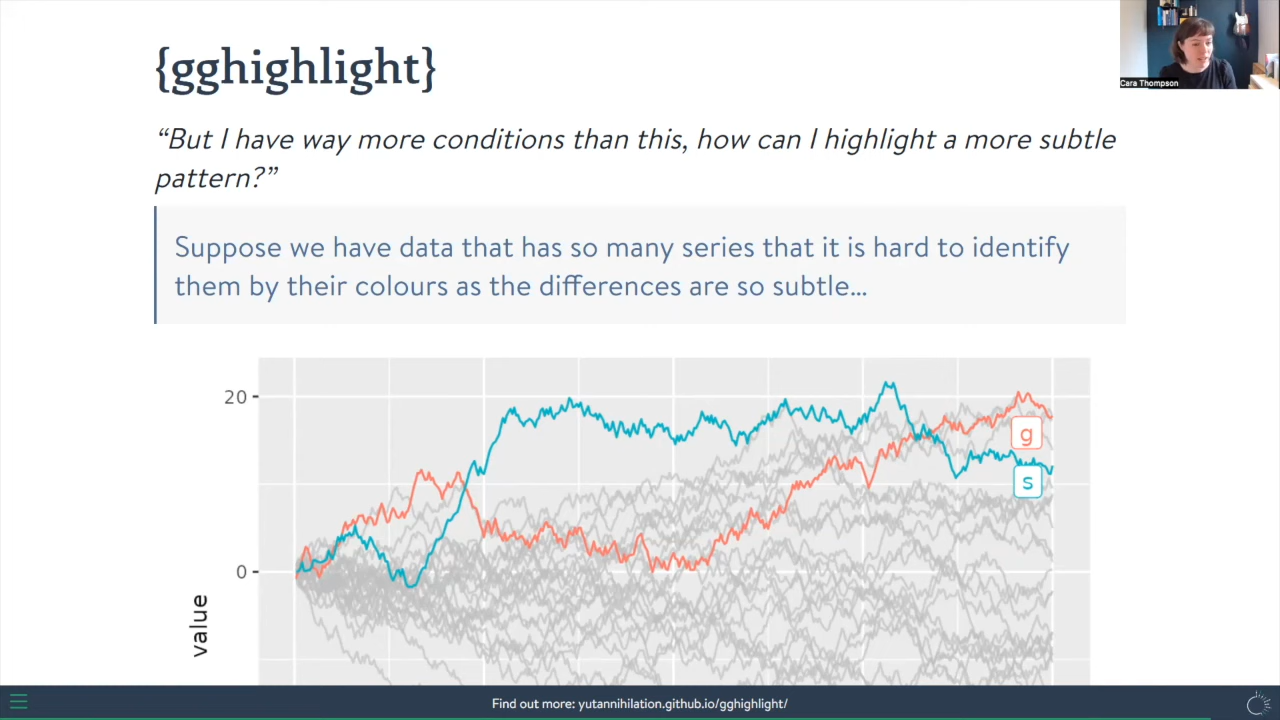 {gghighlight}
Cara Thompson
“But I have way more conditions than this, how can I highlight a more subtle
pattern?”
Suppose we have data that has so many series that it is hard to identify
them by their colours as the differences are so subtle...
20
g
s
0
value
Find out more: yutannihilation.github.io/gghighlight/